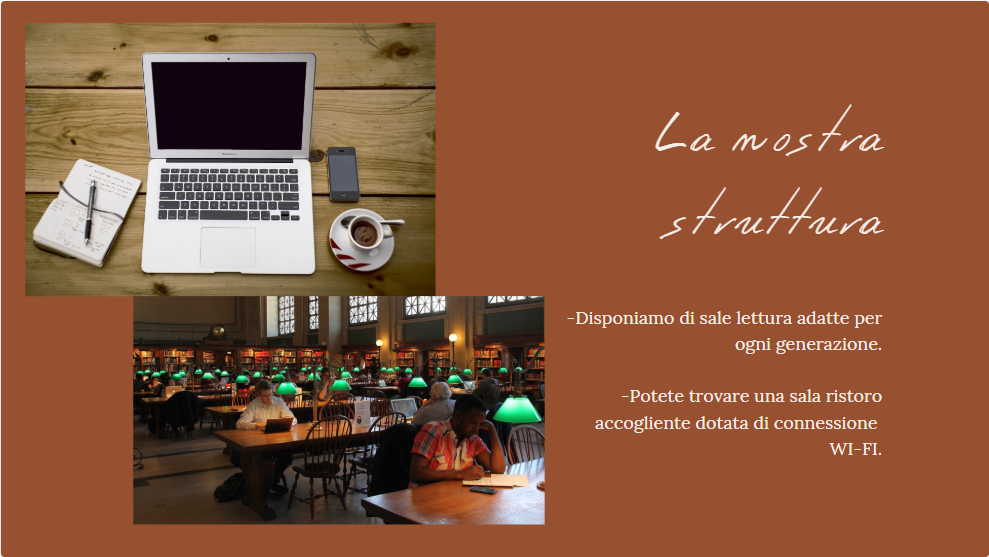 La nostra
struttura
-Disponiamo di sale lettura adatte per
ogni generazione.
-Potete trovare una sala ristoro
accogliente dotata di connessione
WI-FI.